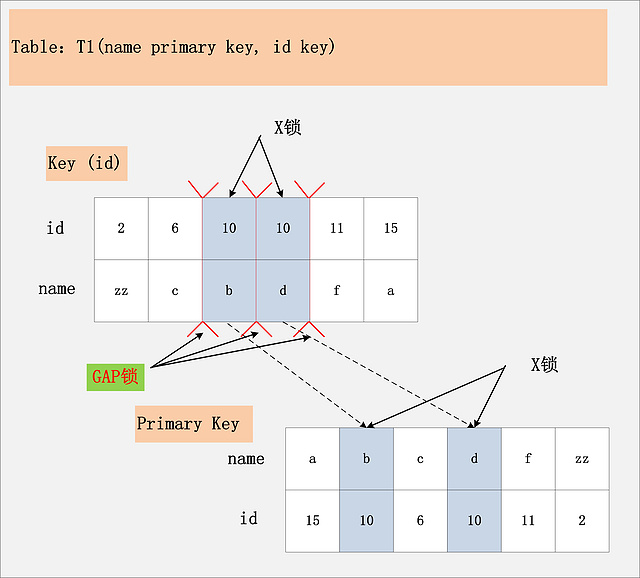 Table: T1(name primary key, id key)
X锁
Key (id)
id 2 6 10 10 11 15
name zz c b d f a
GAP锁
X锁
Primary Key
name a b c d f zz
id 15 10 6 10 11 2